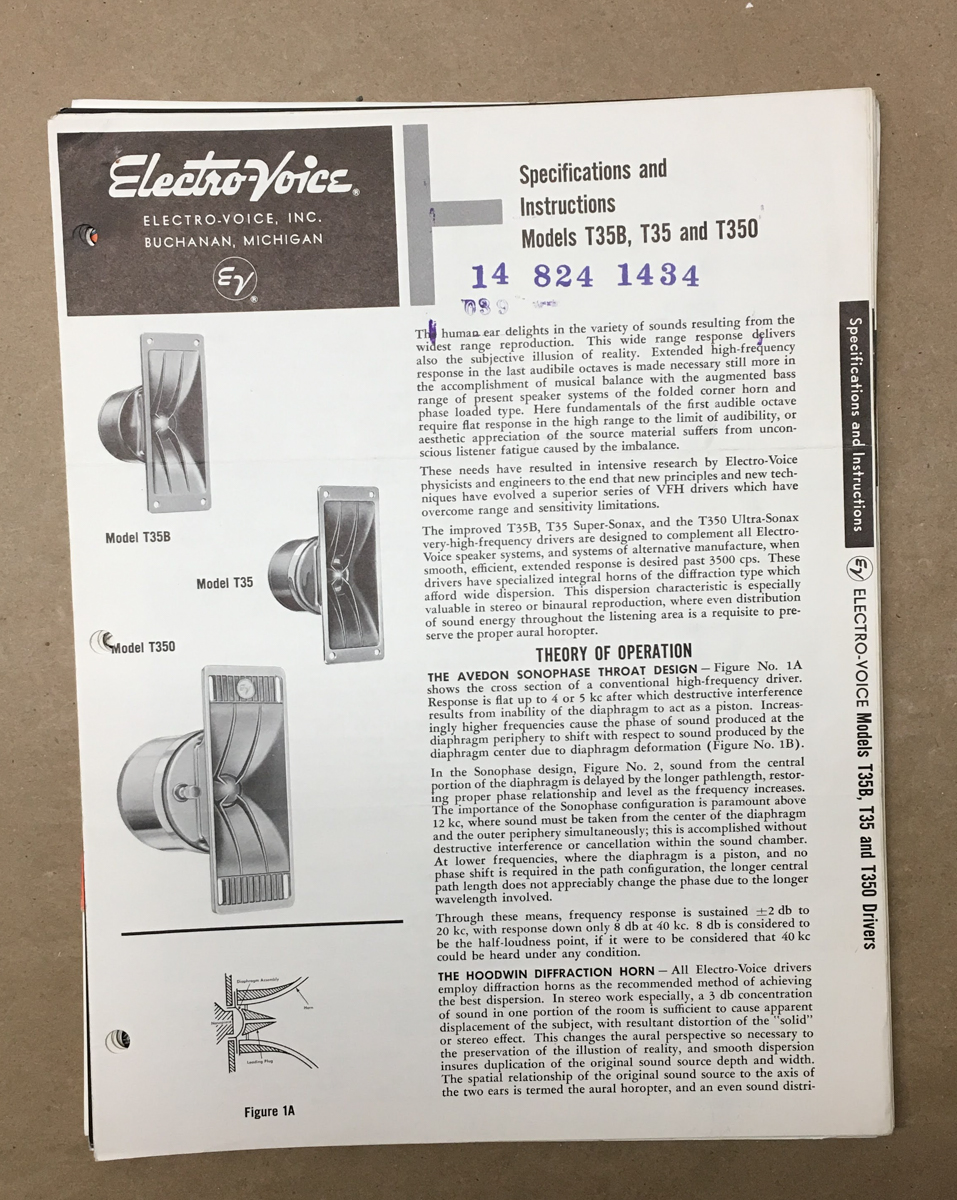 Electro-Voice®
ELECTRO-VOICE, INC.
BUCHANAN, MICHIGAN
EV®
Specifications and
Instructions
Models T35B, T35 and T350
14 824 1434
Model T35B
Model T35
Model T350
The human ear delights in the variety of sounds resulting from the
widest range reproduction. This wide range response delivers
also the subjective illusion of reality. Extended high-frequency
response in the last audibile octaves is made necessary still more in
the accomplishment of musical balance with the augmented bass
range of present speaker systems of the folded corner horn and
phase loaded type. Here fundamentals of the first audible octave
require flat response in the high range to the limit of audibility, or
aesthetic appreciation of the source material suffers from uncon-
scious listener fatigue caused by the imbalance.
These needs have resulted in intensive research by Electro-Voice
physicists and engineers to the end that new principles and new tech-
niques have evolved a superior series of VFH drivers which have
overcome range and sensitivity limitations.
The improved T35B, T35 Super-Sonax, and the T350 Ultra-Sonax
very-high-frequency drivers are designed to complement all Electro-
Voice speaker systems, and systems of alternative manufacture, when
smooth, efficient, extended response is desired past 3500 cps. These
drivers have specialized integral horns of the diffraction type which
afford wide dispersion. This dispersion characteristic is especially
valuable in stereo or binaural reproduction, where even distribution
of sound energy throughout the listening area is a requisite to pre-
serve the proper aural horopter.
THEORY OF OPERATION
THE AVEDON SONOPHASE THROAT DESIGN — Figure No. 1A
shows the cross section of a conventional high-frequency driver.
Response is flat up to 4 or 5 kc after which destructive interference
results from inability of the diaphragm to act as a piston. Increas-
ingly higher frequencies cause the phase of sound produced at the
diaphragm periphery to shift with respect to sound produced by the
diaphragm center due to diaphragm deformation (Figure No. 1B).
In the Sonophase design, Figure No. 2, sound from the central
portion of the diaphragm is delayed by the longer pathlength, restor-
ing proper phase relationship and level as the frequency increases.
The importance of the Sonophase configuration is paramount above
12 kc, where sound must be taken from the center of the diaphragm
and the outer periphery simultaneously; this is accomplished without
destructive interference or cancellation within the sound chamber.
At lower frequencies, where the diaphragm is a piston, and no
phase shift is required in the path configuration, the longer central
path length does not appreciably change the phase due to the longer
wavelength involved.
Through these means, frequency response is sustained ±2 db to
20 kc, with response down only 8 db at 40 kc. 8 db is considered to
be the half-loudness point, if it were to be considered that 40 kc
could be heard under any condition.
THE HOODWIN DIFFRACTION HORN — All Electro-Voice drivers
employ diffraction horns as the recommended method of achieving
the best dispersion. In stereo work especially, a 3 db concentration
of sound in one portion of the room is sufficient to cause apparent
displacement of the subject, with resultant distortion of the "solid"
or stereo effect. This changes the aural perspective so necessary to
the preservation of the illustion of reality, and smooth dispersion
insures duplication of the original sound source depth and width.
The spatial relationship of the original sound source to the axis of
the two ears is termed the aural horopter, and an even sound distri-
Diaphragm Assembly
Horn
Loading Plug
Figure 1A
Specifications and Instructions
EV ELECTRO-VOICE Models T35B, T35 and T350 Drivers